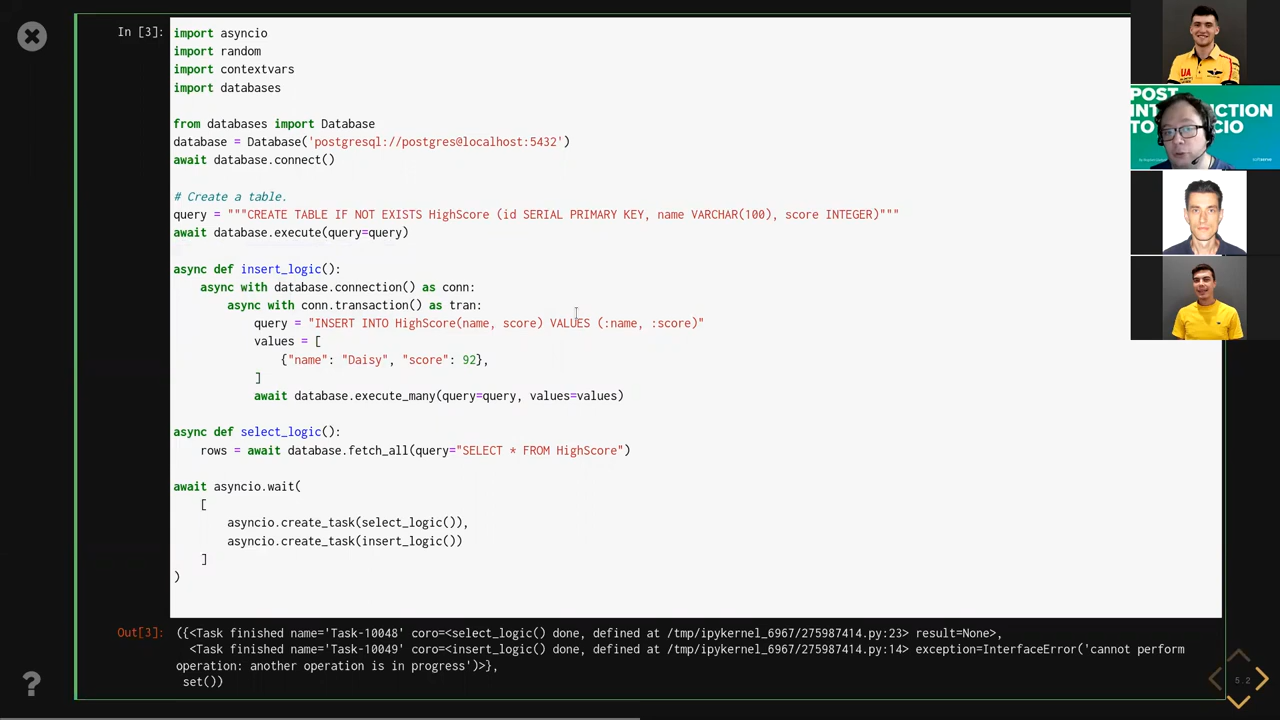 In [3]:
import asyncio
import random
import contextvars
import databases
from databases import Database
database = Database('postgresql://postgres@localhost:5432')
await database.connect()
# Create a table.
query = """CREATE TABLE IF NOT EXISTS HighScore (id SERIAL PRIMARY KEY, name VARCHAR(100), score INTEGER)"""
await database.execute(query=query)
async def insert_logic():
    async with database.connection() as conn:
        async with conn.transaction() as tran:
            query = "INSERT INTO HighScore(name, score) VALUES (:name, :score)"
            values = [
                {"name": "Daisy", "score": 92},
            ]
            await database.execute_many(query=query, values=values)
async def select_logic():
    rows = await database.fetch_all(query="SELECT * FROM HighScore")
await asyncio.wait(
    [
        asyncio.create_task(select_logic()),
        asyncio.create_task(insert_logic())
    ]
)
Out[3]:
({<Task finished name='Task-10048' coro=<select_logic() done, defined at /tmp/ipykernel_6967/275987414.py:23> result=None>,
  <Task finished name='Task-10049' coro=<insert_logic() done, defined at /tmp/ipykernel_6967/275987414.py:14> exception=InterfaceError('cannot perform
operation: another operation is in progress')>},
 set())
?
5.2
UA
POST